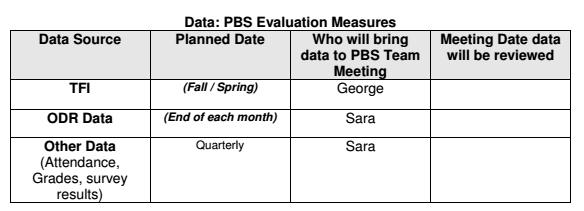 Data: PBS Evaluation Measures
Data Source Planned Date Who will bring data to PBS Team Meeting Meeting Date data will be reviewed
TFI (Fall / Spring) George
ODR Data (End of each month) Sara
Other Data Quarterly Sara
(Attendance,
Grades, survey
results)